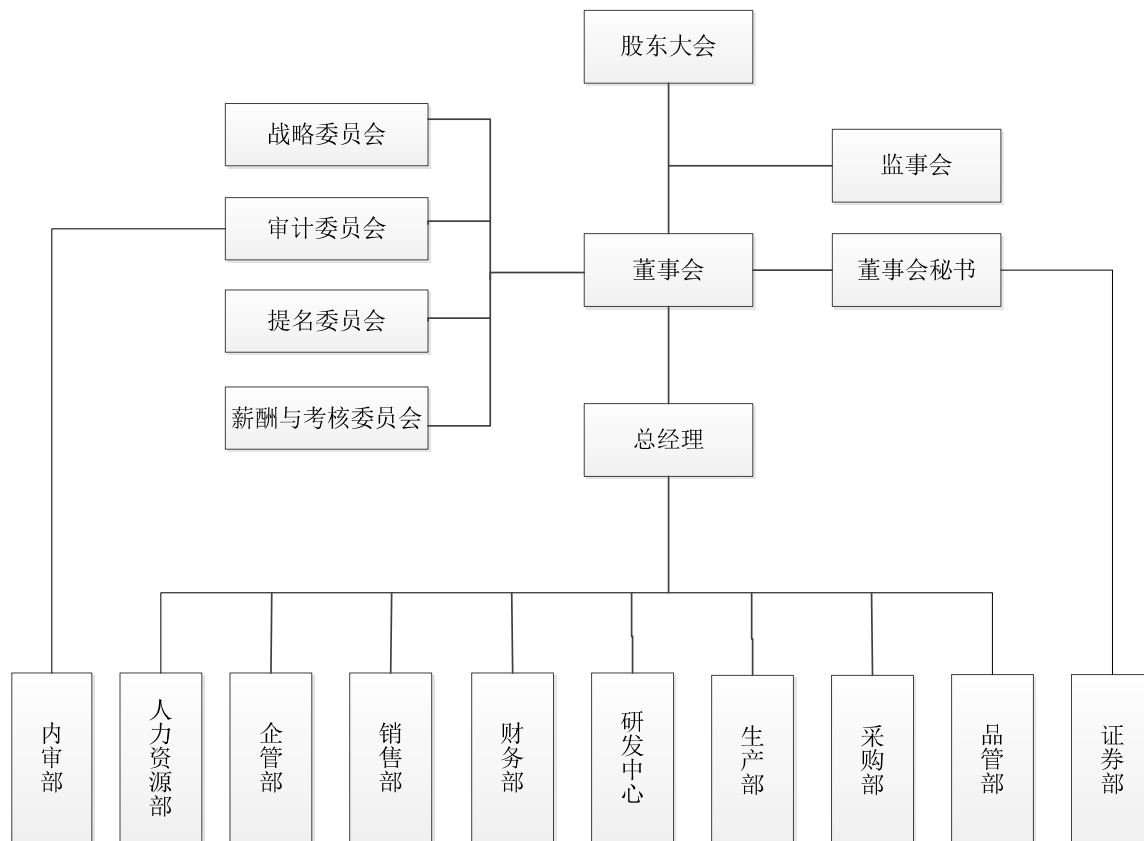 股东大会
战略委员会
监事会
审计委员会
董事会
董事会秘书
提名委员会
薪酬与考核委员会
总经理
内审部
人力资源部
企管部
销售部
财务部
研发中心
生产部
采购部
品管部
证券部